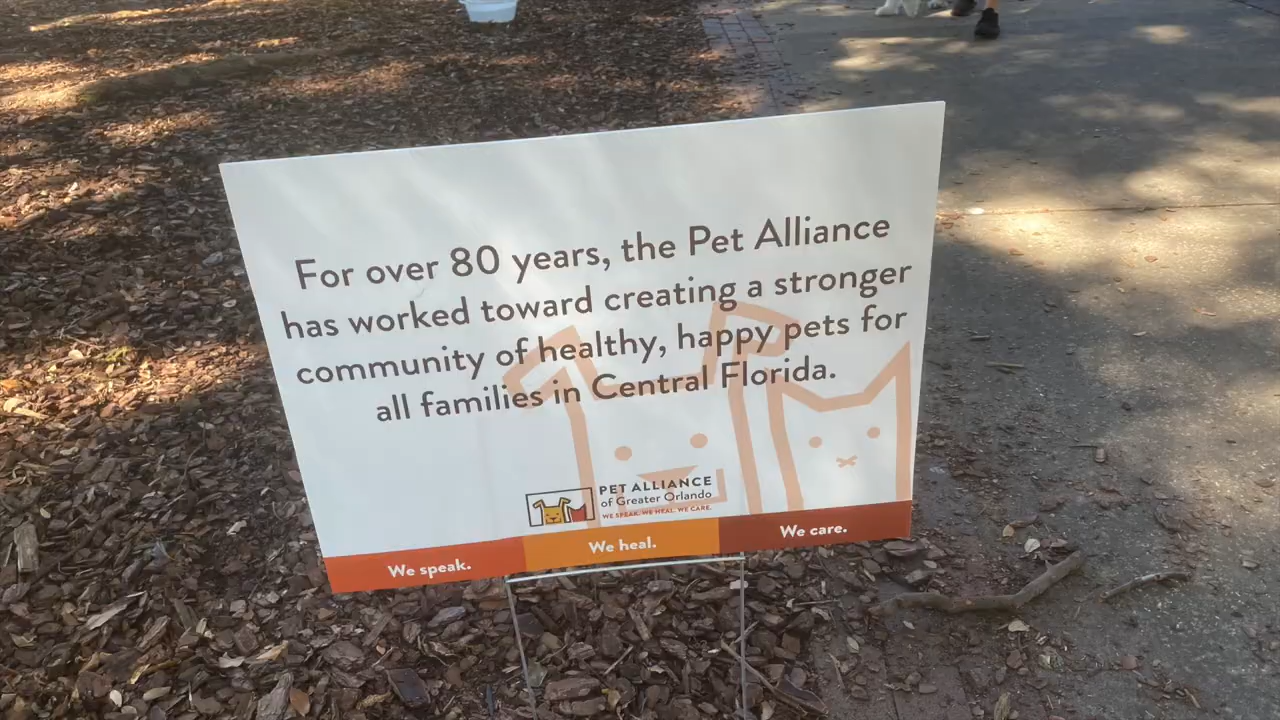 For over 80 years, the Pet Alliance
has worked toward creating a stronger
community of healthy, happy pets for
all families in Central Florida.
PET ALLIANCE
of Greater Orlando
WE SPEAK. WE HEAL. WE CARE.
We speak.
We heal.
We care.